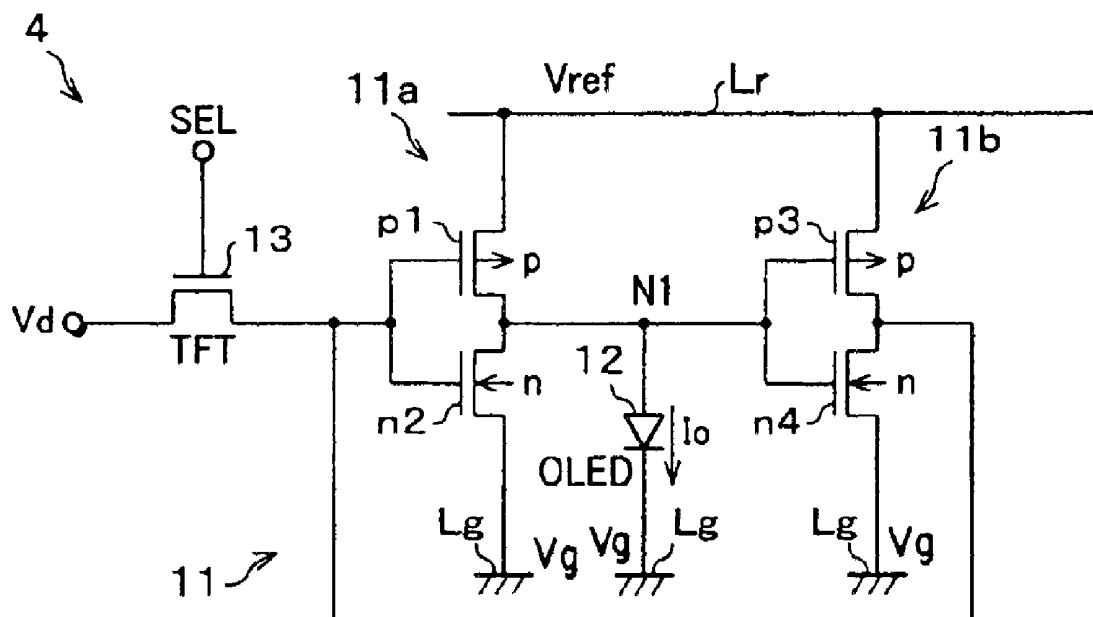 4
Vref
Lr
11a
SEL
11b
p1
p3
13
p
p
N1
Vd
TFT
12
n
n
n2
n4
Io
OLED
Lg
Vg
Vg
Lg
Lg
Vg
11